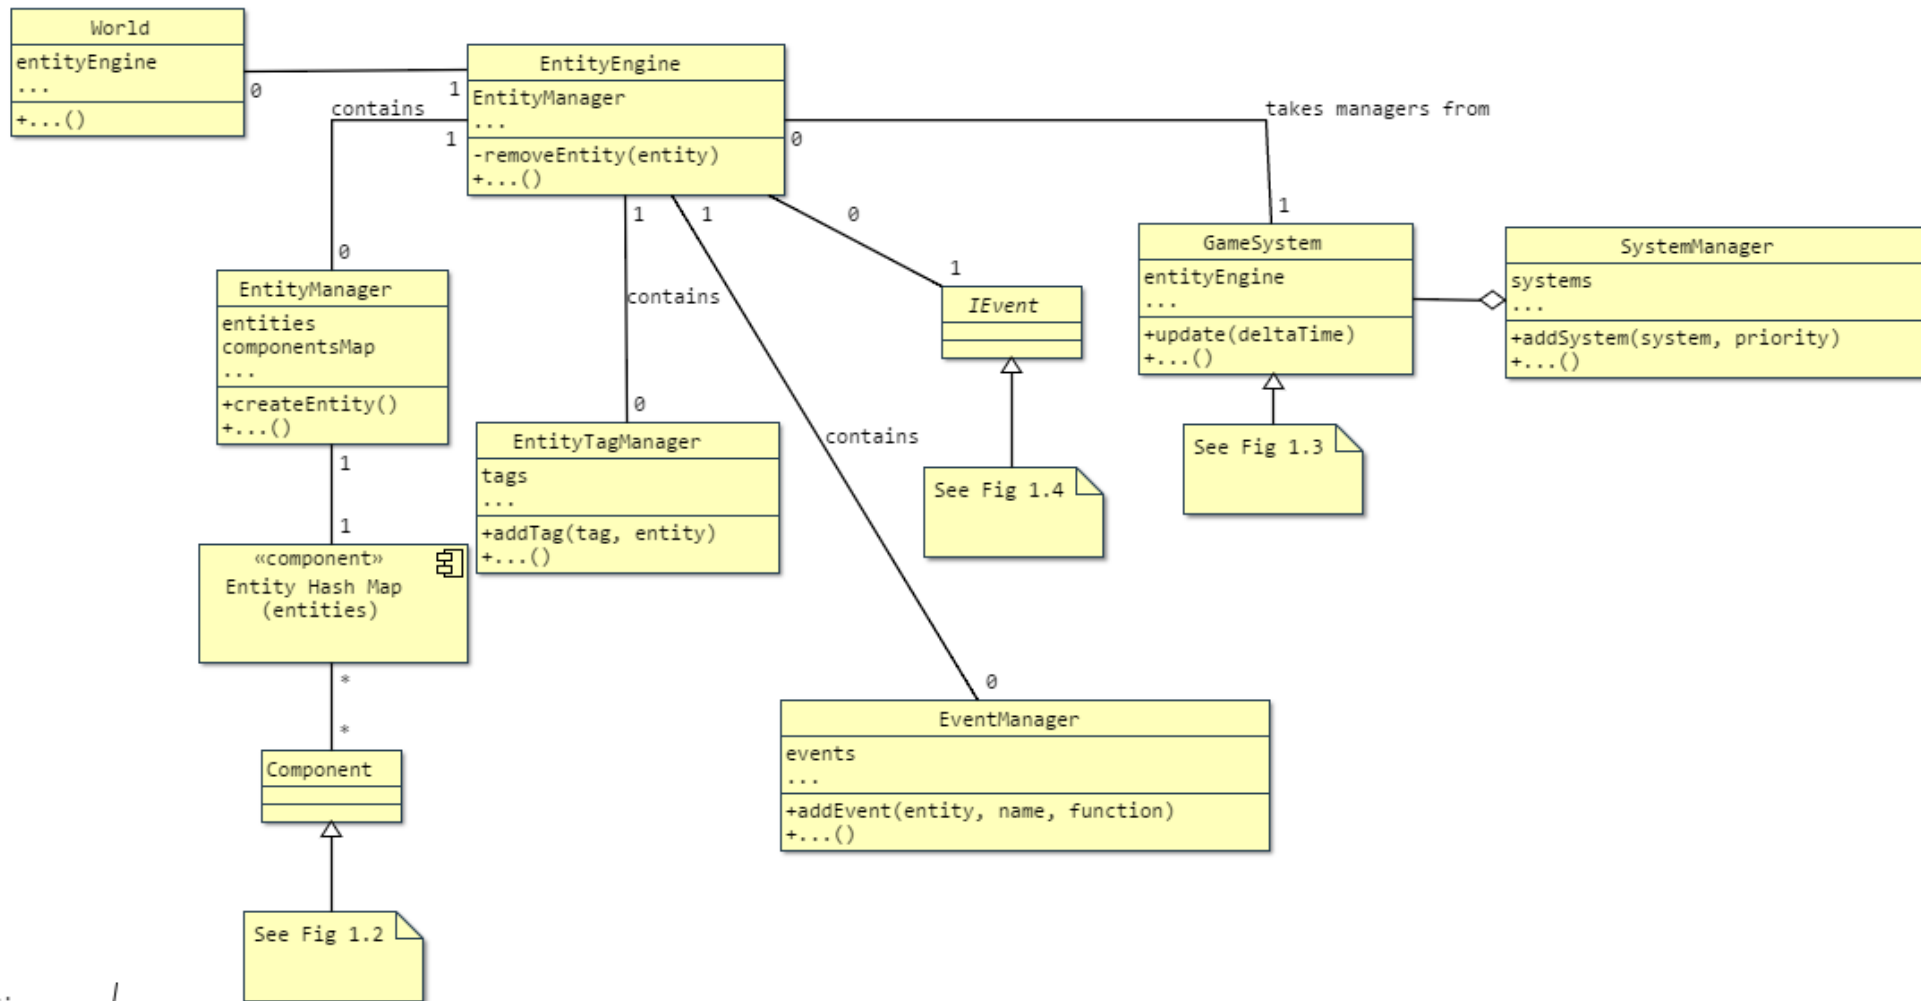 World
entityEngine
...
+...()
0
1
EntityEngine
EntityManager
...
-removeEntity(entity)
+...()
contains
1
0
takes managers from
0
1
1
contains
0
1
contains
0
0
1
EntityManager
entities
componentsMap
...
+createEntity()
+...()
1
1
«component»
Entity Hash Map
(entities)
*
*
Component
See Fig 1.2
EntityTagManager
tags
...
+addTag(tag, entity)
+...()
IEvent
See Fig 1.4
GameSystem
entityEngine
...
+update(deltaTime)
+...()
See Fig 1.3
SystemManager
systems
...
+addSystem(system, priority)
+...()
EventManager
events
...
+addEvent(entity, name, function)
+...()